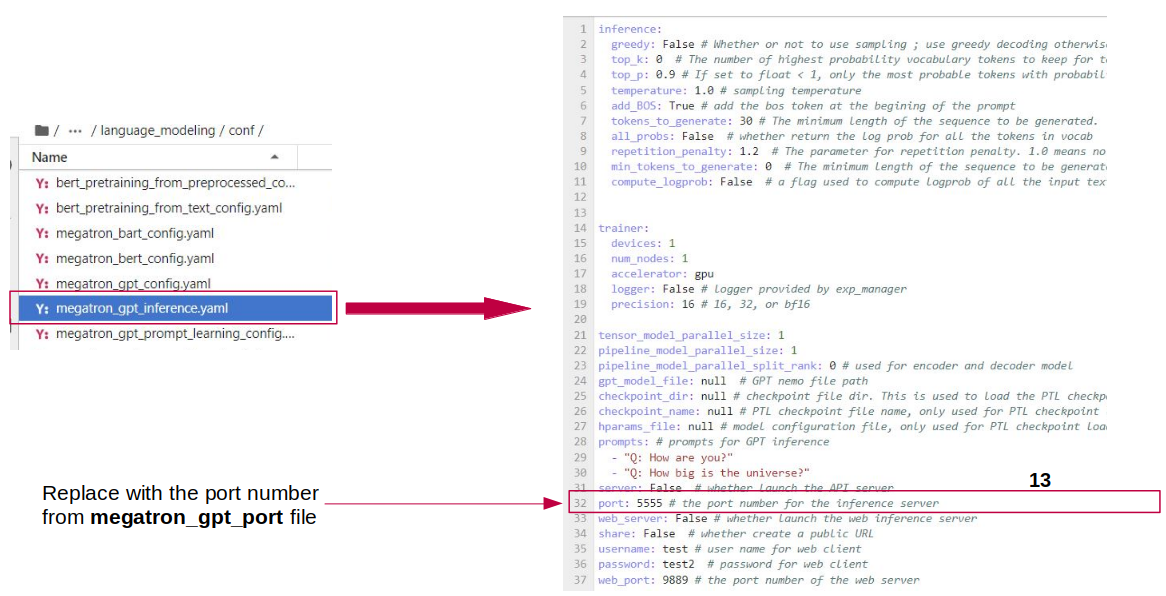 / ··· / language_modeling / conf /
Name
Y: bert_pretraining_from_preprocessed_co...
Y: bert_pretraining_from_text_config.yaml
Y: megatron_bart_config.yaml
Y: megatron_bert_config.yaml
Y: megatron_gpt_config.yaml
Y: megatron_gpt_inference.yaml
Y: megatron_gpt_prompt_learning_config....
Replace with the port number
from megatron_gpt_port file
1 inference:
2 greedy: False # Whether or not to use sampling ; use greedy decoding otherwise
3 top_k: 0 # The number of highest probability vocabulary tokens to keep for
4 top_p: 0.9 # If set to float < 1, only the most probable tokens with probabil
5 temperature: 1.0 # sampling temperature
6 add_BOS: True # add the bos token at the begining of the prompt
7 tokens_to_generate: 30 # The minimum length of the sequence to be generated.
8 all_probs: False # whether return the log prob for all the tokens in vocab
9 repetition_penalty: 1.2 # The parameter for repetition penalty. 1.0 means no
10 min_tokens_to_generate: 0 # The minimum length of the sequence to be generat
11 compute_logprob: False # a flag used to compute logprob of all the input tex
12
13
14 trainer:
15 devices: 1
16 num_nodes: 1
17 accelerator: gpu
18 logger: False # logger provided by exp_manager
19 precision: 16 # 16, 32, or bf16
20
21 tensor_model_parallel_size: 1
22 pipeline_model_parallel_size: 1
23 pipeline_model_parallel_split_rank: 0 # used for encoder and decoder model
24 gpt_model_file: null # GPT nemo file path
25 checkpoint_dir: null # checkpoint file dir. This is used to load the PTL checkp
26 checkpoint_name: null # PTL checkpoint file name, only used for PTL checkpoint
27 hparams_file: null # model configuration file, only used for PTL checkpoint loa
28 prompts: # prompts for GPT inference
29 - "Q: How are you?"
30 - "Q: How big is the universe?"
31 server: False # whether launch the API server
13
32 port: 5555 # the port number for the inference server
33 web_server: False # whether launch the web inference server
34 share: False # whether create a public URL
35 username: test # user name for web client
36 password: test2 # password for web client
37 web_port: 9889 # the port number of the web server